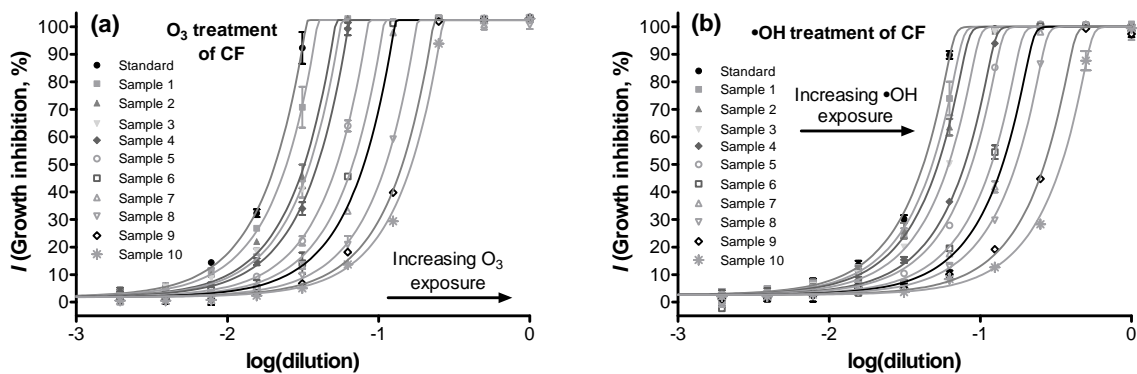 (a)
O₃ treatment
of CF
I (Growth inhibition, %)
100
90
80
70
60
50
40
30
20
10
0
Standard
Sample 1
Sample 2
Sample 3
Sample 4
Sample 5
Sample 6
Sample 7
Sample 8
Sample 9
Sample 10
Increasing O₃
exposure
-3
-2
-1
0
log(dilution)
(b)
•OH treatment of CF
I (Growth inhibition, %)
100
90
80
70
60
50
40
30
20
10
0
Standard
Sample 1
Sample 2
Sample 3
Sample 4
Sample 5
Sample 6
Sample 7
Sample 8
Sample 9
Sample 10
Increasing •OH
exposure
-3
-2
-1
0
log(dilution)